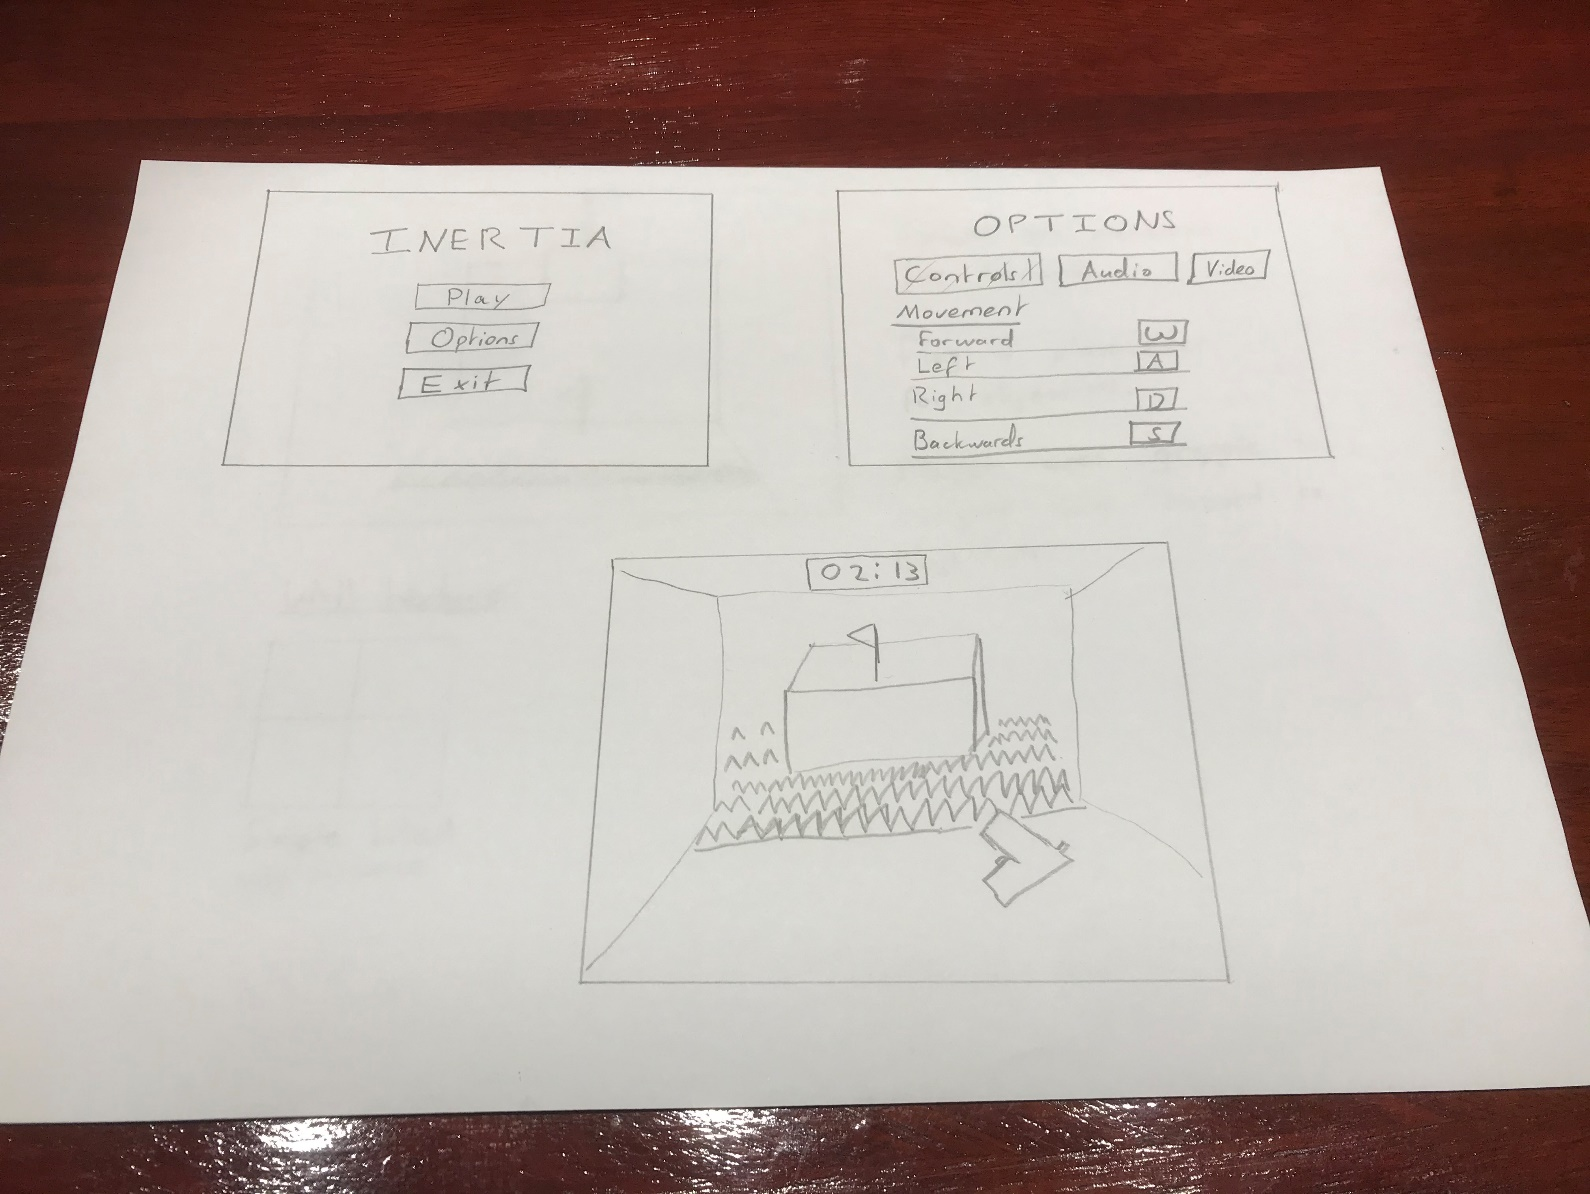 INERTIA
Play
Options
Exit
OPTIONS
Controls Audio Video
Movement
Forward W
Left A
Right D
Backwards S
02:13